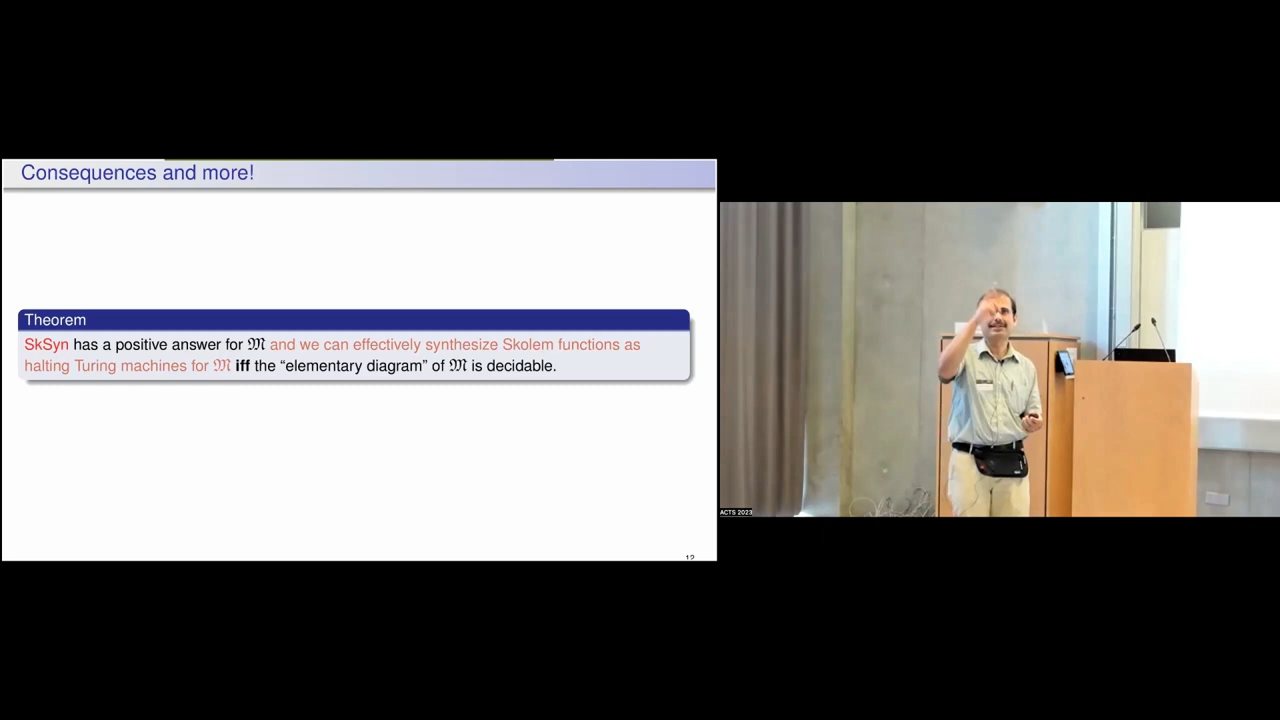 Consequences and more!
Theorem
SkSyn has a positive answer for 𝔐 and we can effectively synthesize Skolem functions as
halting Turing machines for 𝔐 iff the “elementary diagram” of 𝔐 is decidable.
12
ACTS 2023